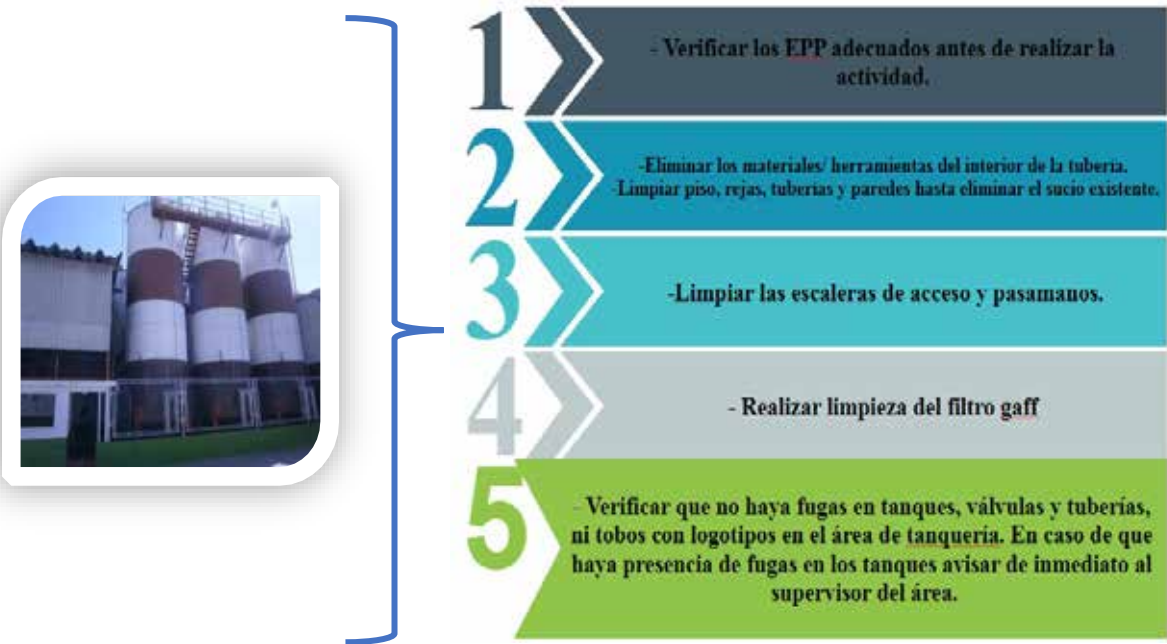 1
- Verificar los EPP adecuados antes de realizar la
actividad.
2
-Eliminar los materiales/ herramientas del interior de la tubería.
-Limpiar piso, rejas, tuberías y paredes hasta eliminar el sucio existente.
3
-Limpiar las escaleras de acceso y pasamanos.
4
- Realizar limpieza del filtro gaff
5
- Verificar que no haya fugas en tanques, válvulas y tuberías,
ni tobos con logotipos en el área de tanquería. En caso de que
haya presencia de fugas en los tanques avisar de inmediato al
supervisor del área.